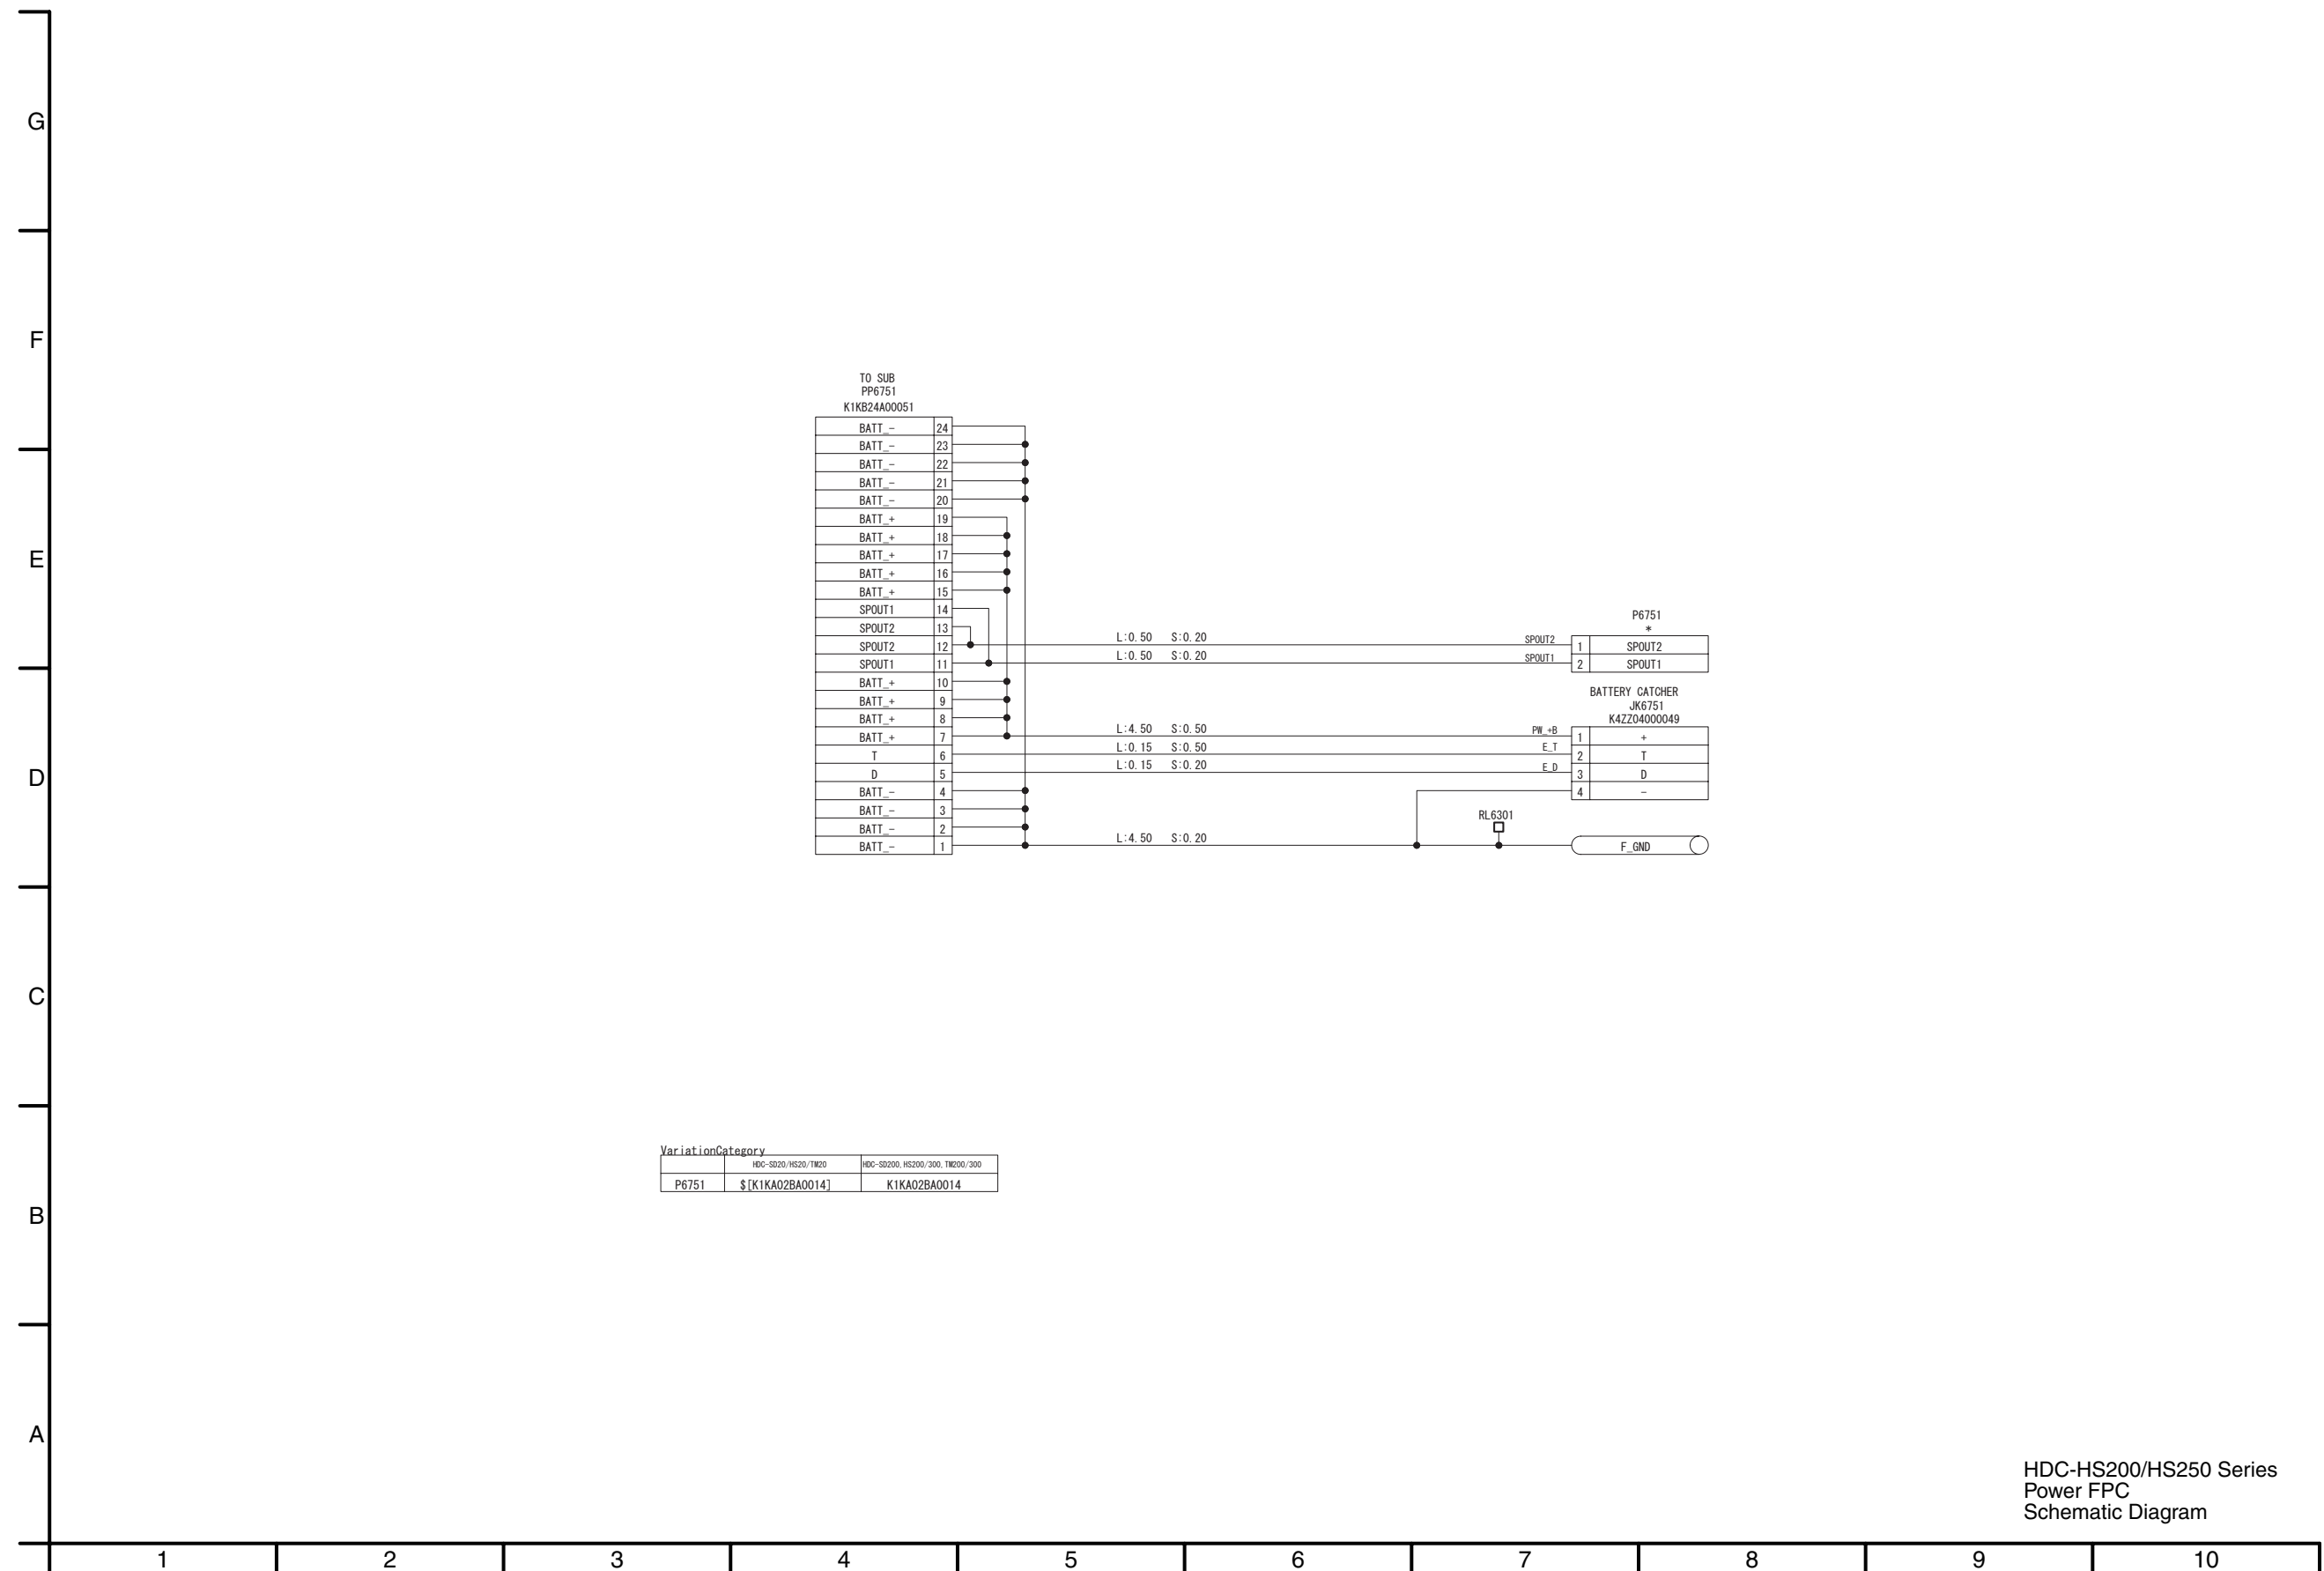 G
F
E
D
C
B
A
TO SUB
PP6751
K1KB24A00051
BATT_- 24
BATT_- 23
BATT_- 22
BATT_- 21
BATT_- 20
BATT_+ 19
BATT_+ 18
BATT_+ 17
BATT_+ 16
BATT_+ 15
SPOUT1 14
SPOUT2 13
SPOUT2 12
SPOUT1 11
BATT_+ 10
BATT_+ 9
BATT_+ 8
BATT_+ 7
T 6
D 5
BATT_- 4
BATT_- 3
BATT_- 2
BATT_- 1
L:0.50 S:0.20
L:0.50 S:0.20
L:4.50 S:0.50
L:0.15 S:0.50
L:0.15 S:0.20
L:4.50 S:0.20
SPOUT2
SPOUT1
PW_+B
E_T
E_D
RL6301
P6751
*
1 SPOUT2
2 SPOUT1
BATTERY CATCHER
JK6751
K4ZZ04000049
1 +
2 T
3 D
4 -
F_GND
VariationCategory
HDC-SD20/HS20/TM20 HDC-SD200,HS200/300,TM200/300
P6751 $[K1KA02BA0014] K1KA02BA0014
HDC-HS200/HS250 Series
Power FPC
Schematic Diagram
1 2 3 4 5 6 7 8 9 10